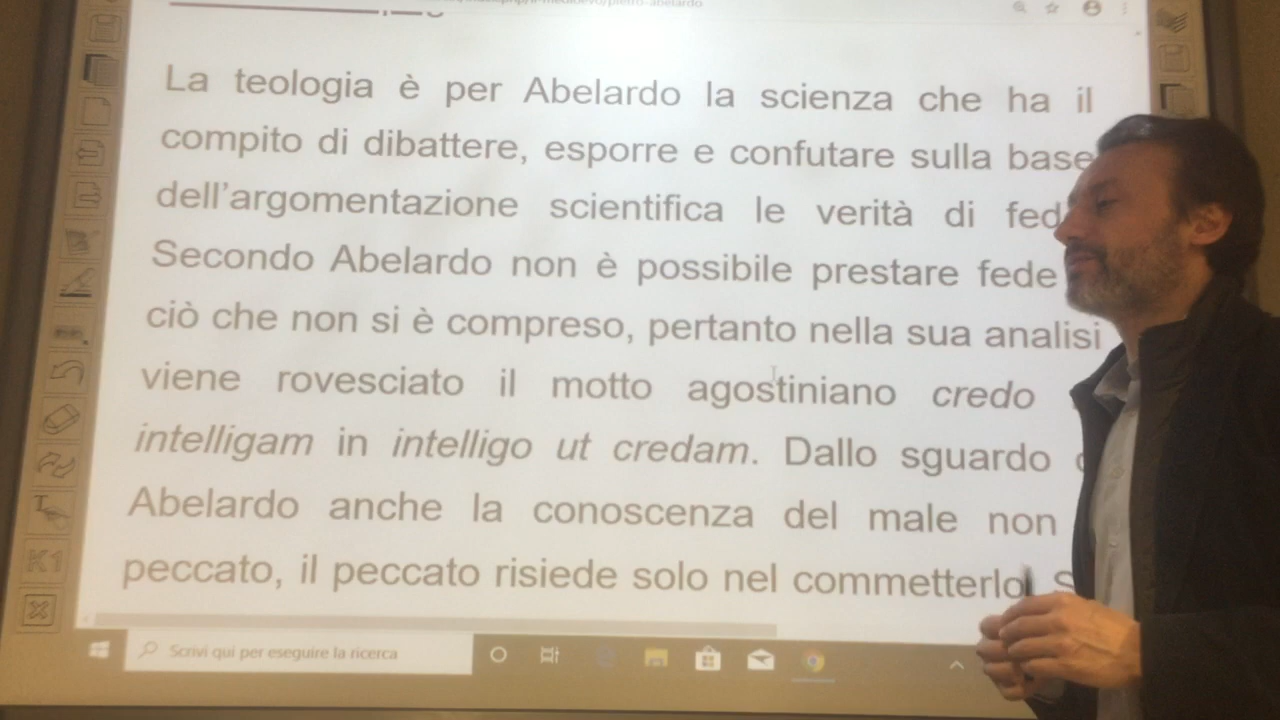 pietro-abelardo
La teologia è per Abelardo la scienza che ha il
compito di dibattere, esporre e confutare sulla base
dell'argomentazione scientifica le verità di
Secondo Abelardo non è possibile prestare fede
ciò che non si è compreso, pertanto nella sua analisi
viene rovesciato il motto agostiniano credo
intelligam in intelligo ut credam. Dallo sguardo
Abelardo anche la conoscenza del male non
peccato, il peccato risiede solo nel commetterlo.
K1
Scrivi qui per eseguire la ricerca